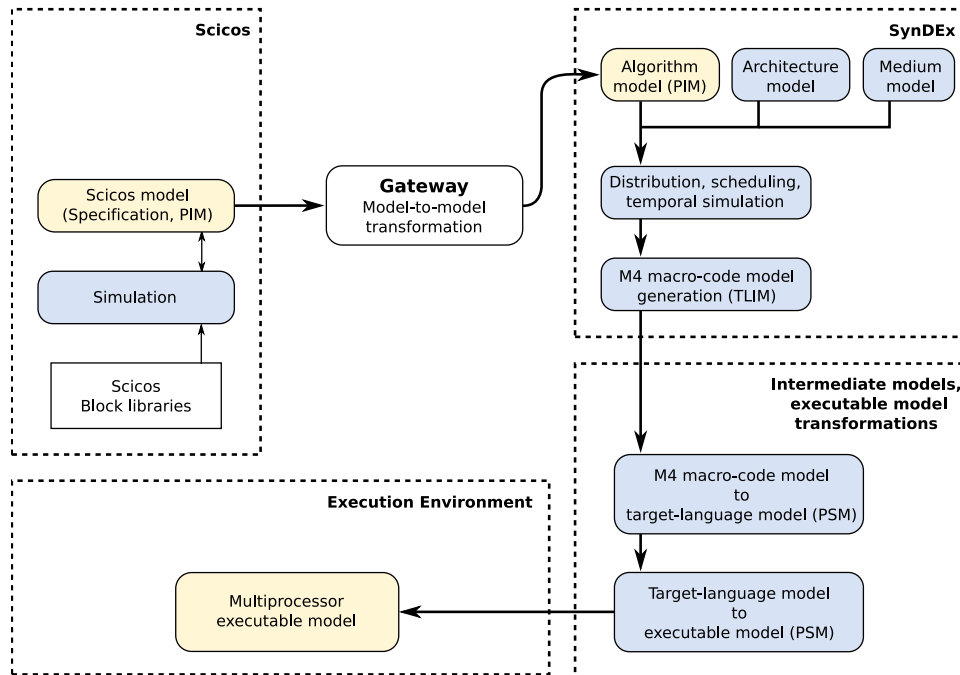 Scicos
Scicos model
(Specification, PIM)
Simulation
Scicos
Block libraries
Gateway
Model-to-model
transformation
SynDEx
Algorithm
model (PIM)
Architecture
model
Medium
model
Distribution, scheduling,
temporal simulation
M4 macro-code model
generation (TLIM)
Intermediate models,
executable model
transformations
M4 macro-code model
to
target-language model (PSM)
Target-language model
to
executable model (PSM)
Execution Environment
Multiprocessor
executable model